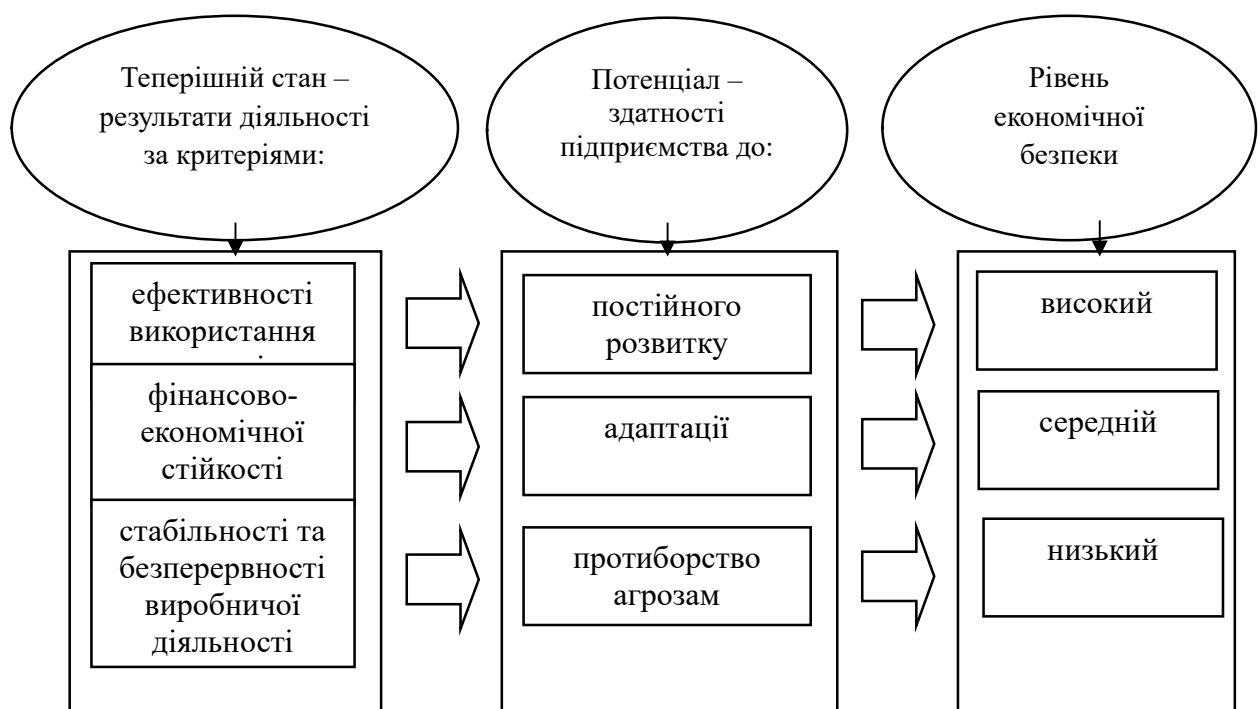 Теперішній стан –
результати діяльності
за критеріями:
Потенціал –
здатності
підприємства до:
Рівень
економічної
безпеки
ефективності
використання
фінансово-
економічної
стійкості
стабільності та
безперервності
виробничої
діяльності
постійного
розвитку
адаптації
протиборство
агрозам
високий
середній
низький